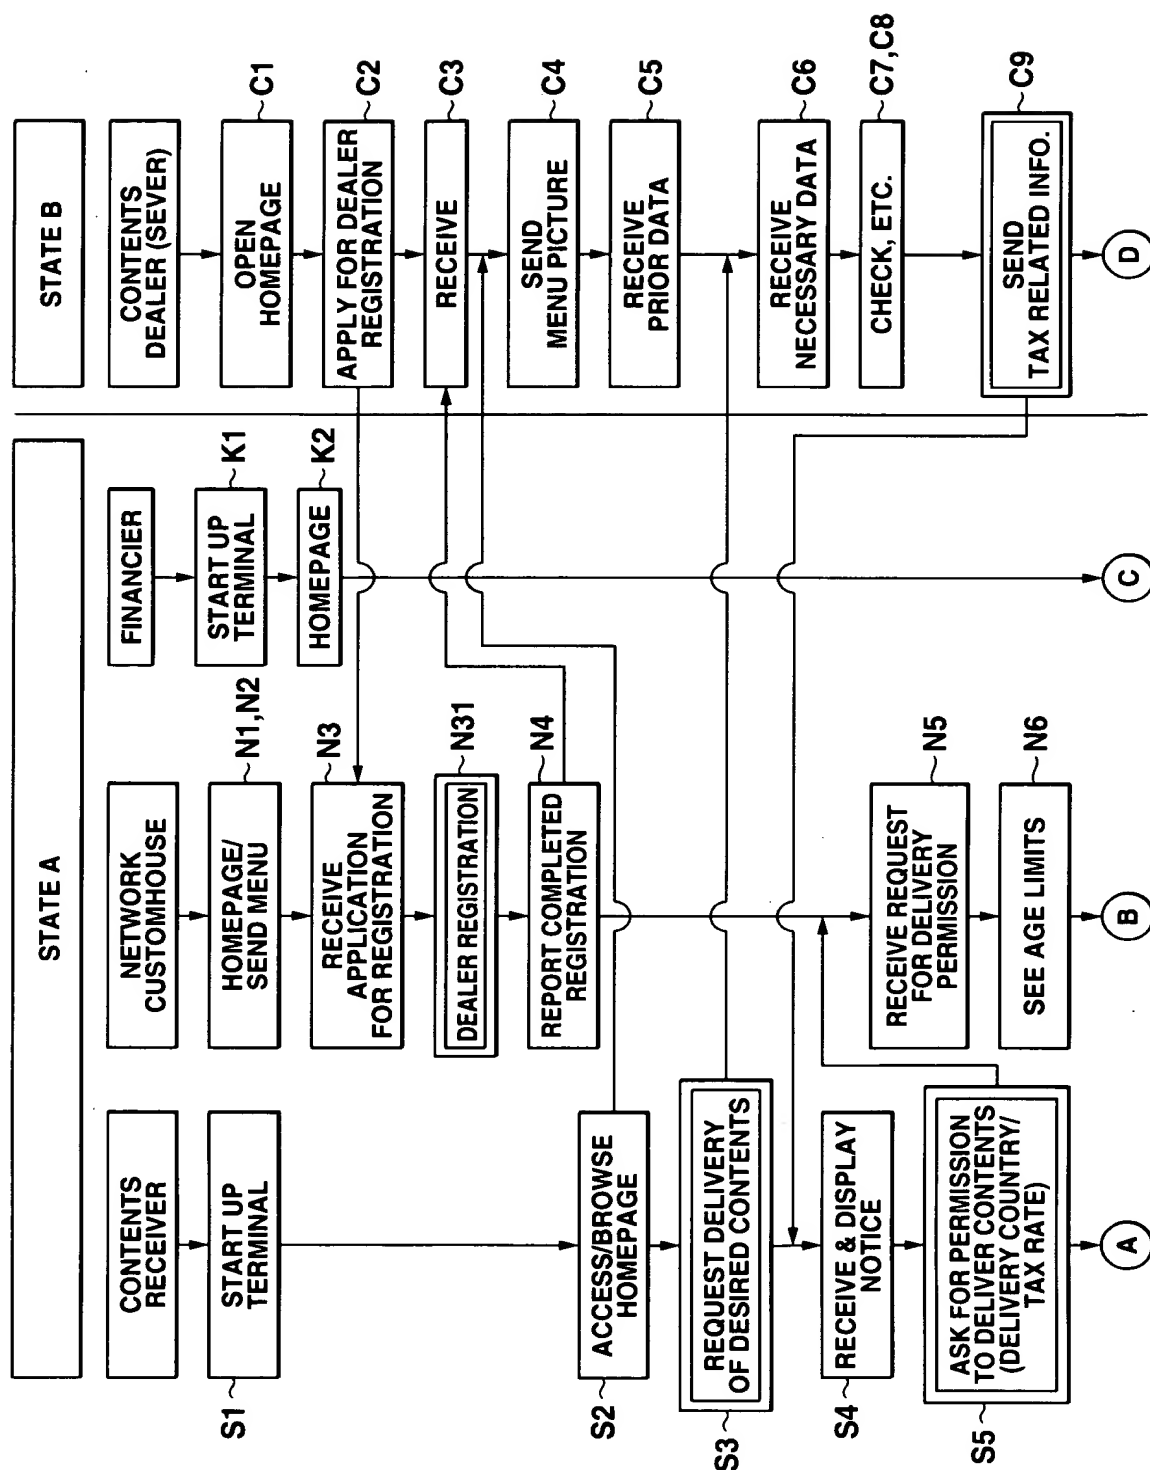 STATE A
STATE B
CONTENTS
RECEIVER
NETWORK
CUSTOMHOUSE
FINANCIER
CONTENTS
DEALER (SEVER)
S1
START UP
TERMINAL
HOMEPAGE/
SEND MENU
N1,N2
START UP
TERMINAL
K1
OPEN
HOMEPAGE
C1
RECEIVE
APPLICATION
FOR REGISTRATION
N3
HOMEPAGE
K2
APPLY FOR DEALER
REGISTRATION
C2
DEALER REGISTRATION
N31
RECEIVE
C3
REPORT COMPLETED
REGISTRATION
N4
SEND
MENU PICTURE
C4
S2
ACCESS/BROWSE
HOMEPAGE
RECEIVE
PRIOR DATA
C5
S3
REQUEST DELIVERY
OF DESIRED CONTENTS
RECEIVE
NECESSARY DATA
C6
S4
RECEIVE & DISPLAY
NOTICE
RECEIVE REQUEST
FOR DELIVERY
PERMISSION
N5
CHECK, ETC.
C7,C8
S5
ASK FOR PERMISSION
TO DELIVER CONTENTS
(DELIVERY COUNTRY/
TAX RATE)
SEE AGE LIMITS
N6
SEND
TAX RELATED INFO.
C9
A
B
C
D